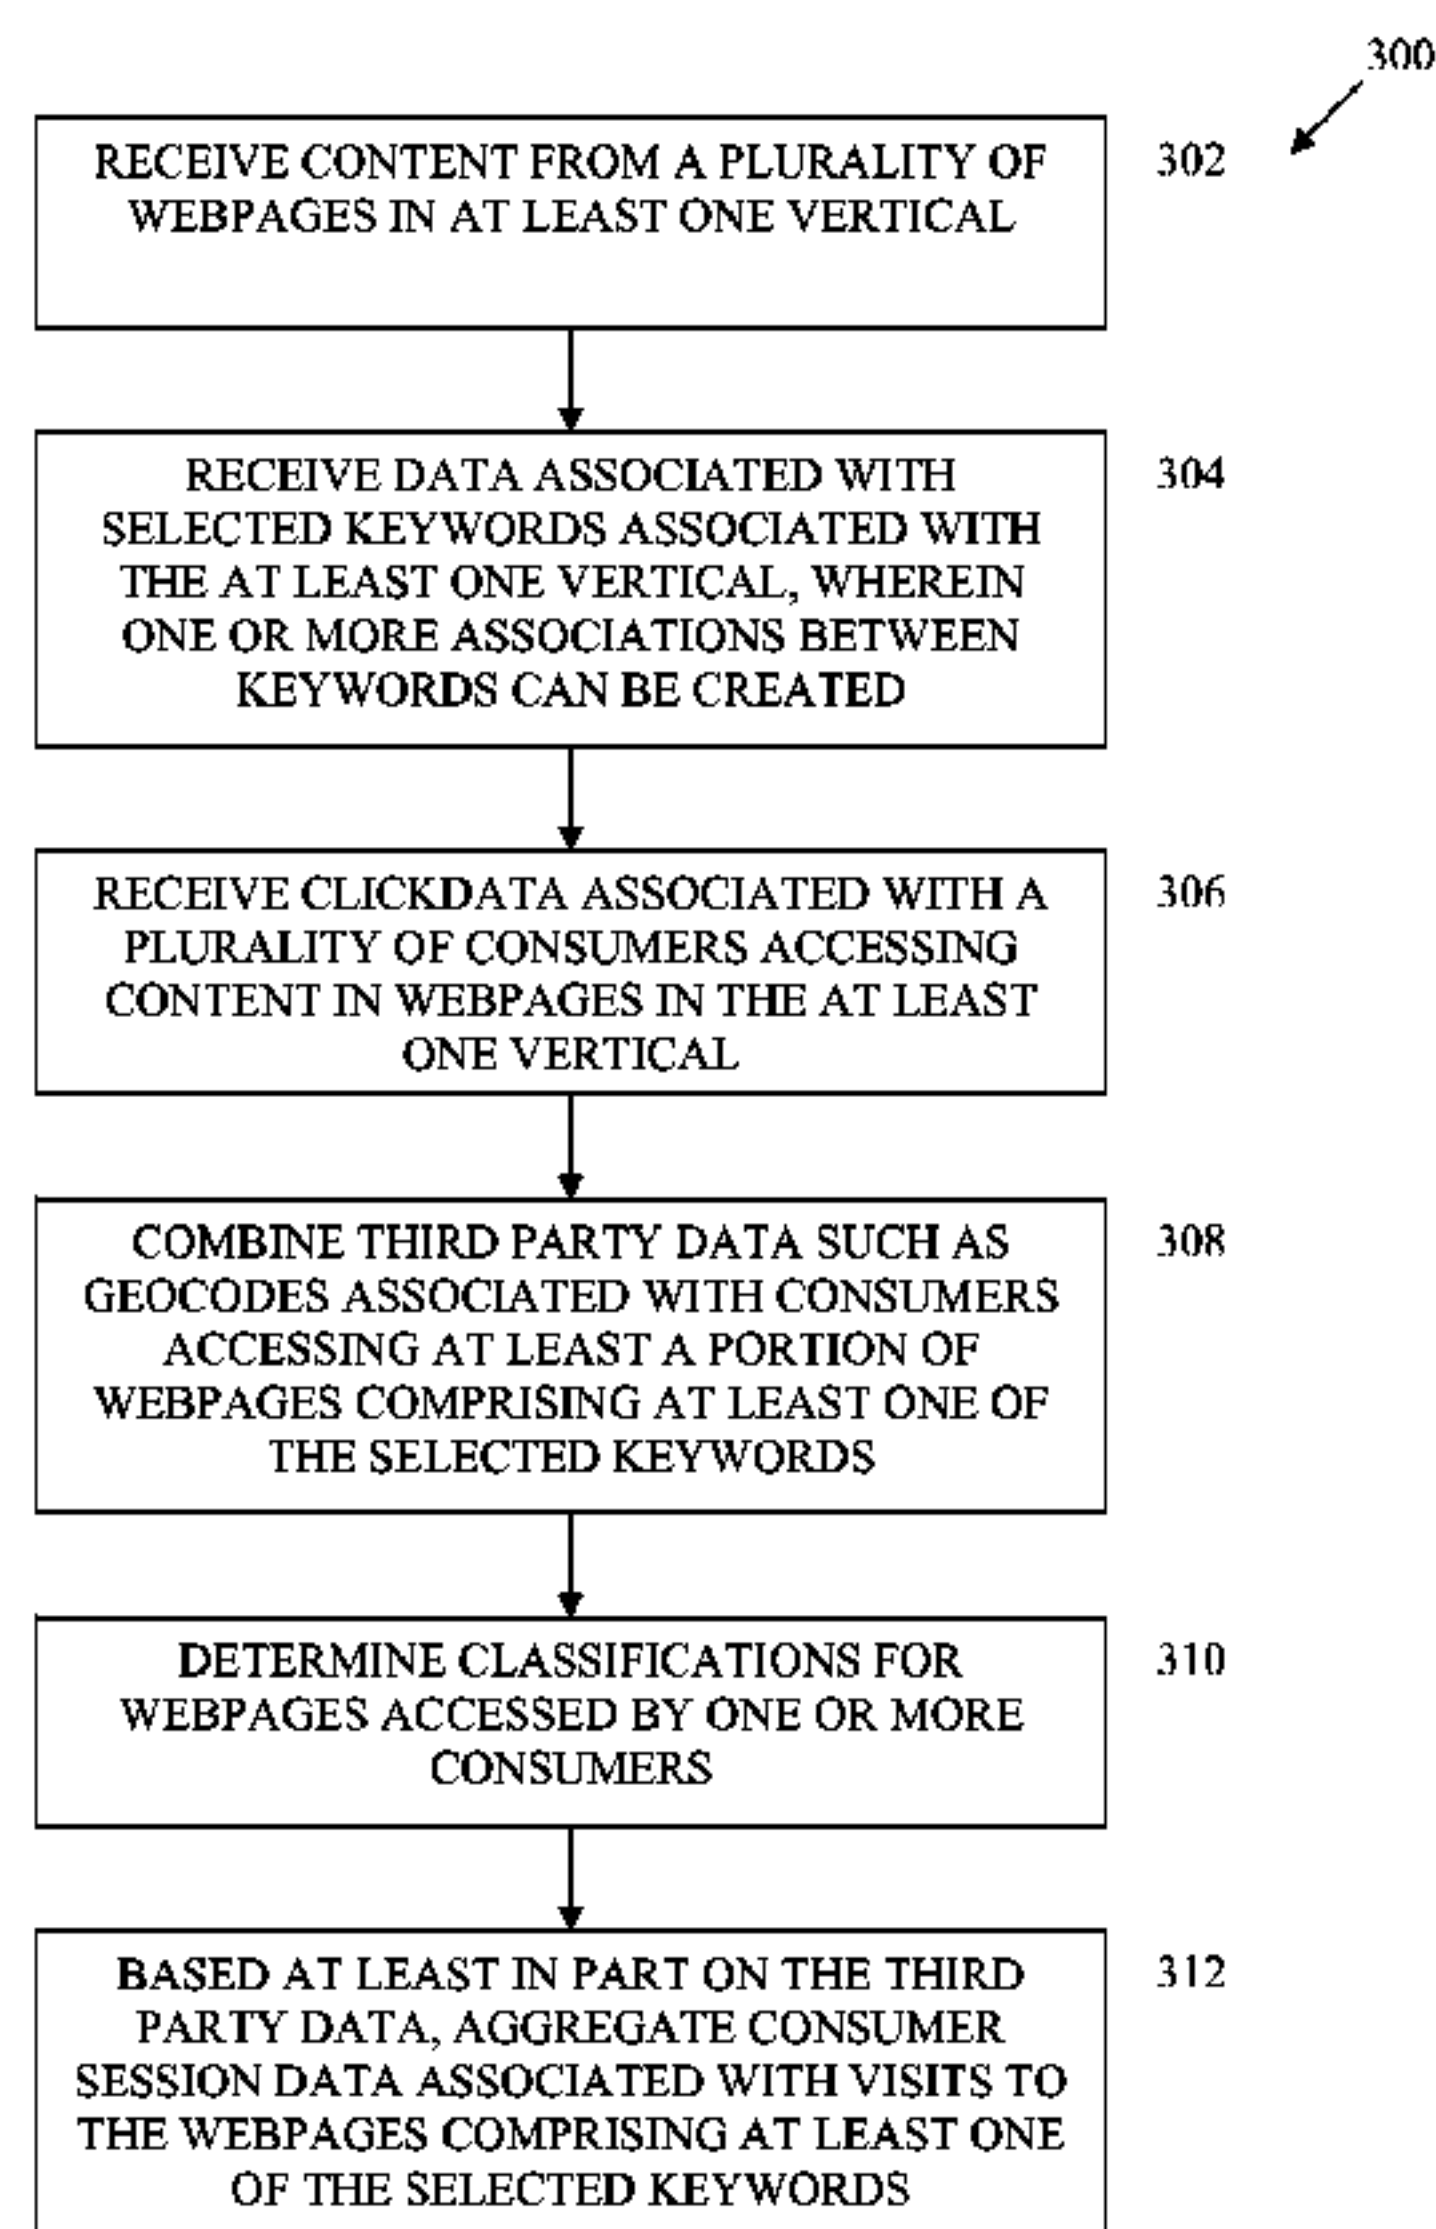 300
RECEIVE CONTENT FROM A PLURALITY OF
WEBPAGES IN AT LEAST ONE VERTICAL
302
RECEIVE DATA ASSOCIATED WITH
SELECTED KEYWORDS ASSOCIATED WITH
THE AT LEAST ONE VERTICAL, WHEREIN
ONE OR MORE ASSOCIATIONS BETWEEN
KEYWORDS CAN BE CREATED
304
RECEIVE CLICKDATA ASSOCIATED WITH A
PLURALITY OF CONSUMERS ACCESSING
CONTENT IN WEBPAGES IN THE AT LEAST
ONE VERTICAL
306
COMBINE THIRD PARTY DATA SUCH AS
GEOCODES ASSOCIATED WITH CONSUMERS
ACCESSING AT LEAST A PORTION OF
WEBPAGES COMPRISING AT LEAST ONE OF
THE SELECTED KEYWORDS
308
DETERMINE CLASSIFICATIONS FOR
WEBPAGES ACCESSED BY ONE OR MORE
CONSUMERS
310
BASED AT LEAST IN PART ON THE THIRD
PARTY DATA, AGGREGATE CONSUMER
SESSION DATA ASSOCIATED WITH VISITS TO
THE WEBPAGES COMPRISING AT LEAST ONE
OF THE SELECTED KEYWORDS
312